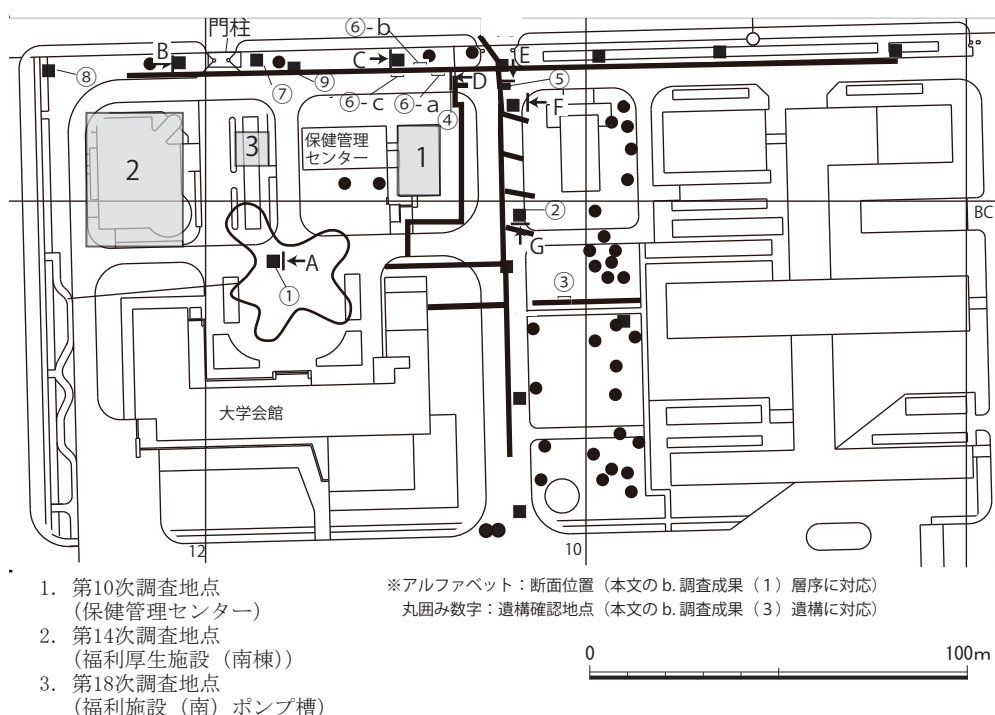 門柱
⑥-b
B
C
E
⑧
⑦
⑨
⑥-c
⑥-a
D
④
⑤
F
2
3
保健管理
センター
1
②
BC
G
A
①
③
大学会館
12
10
1. 第10次調査地点
(保健管理センター)
2. 第14次調査地点
(福利厚生施設(南棟))
3. 第18次調査地点
(福利施設(南)ポンプ槽)
※アルファベット:断面位置(本文のb.調査成果(1)層序に対応)
丸囲み数字:遺構確認地点(本文のb.調査成果(3)遺構に対応)
0 100m